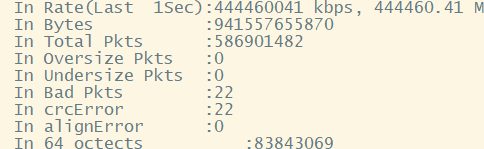 In Rate(Last  1Sec):444460041 kbps, 444460.41 M
In Bytes           :941557655870
In Total Pkts      :586901482
In Oversize Pkts   :0
In Undersize Pkts  :0
In Bad Pkts        :22
In crcError        :22
In alignError      :0
In 64 octects           :83843069